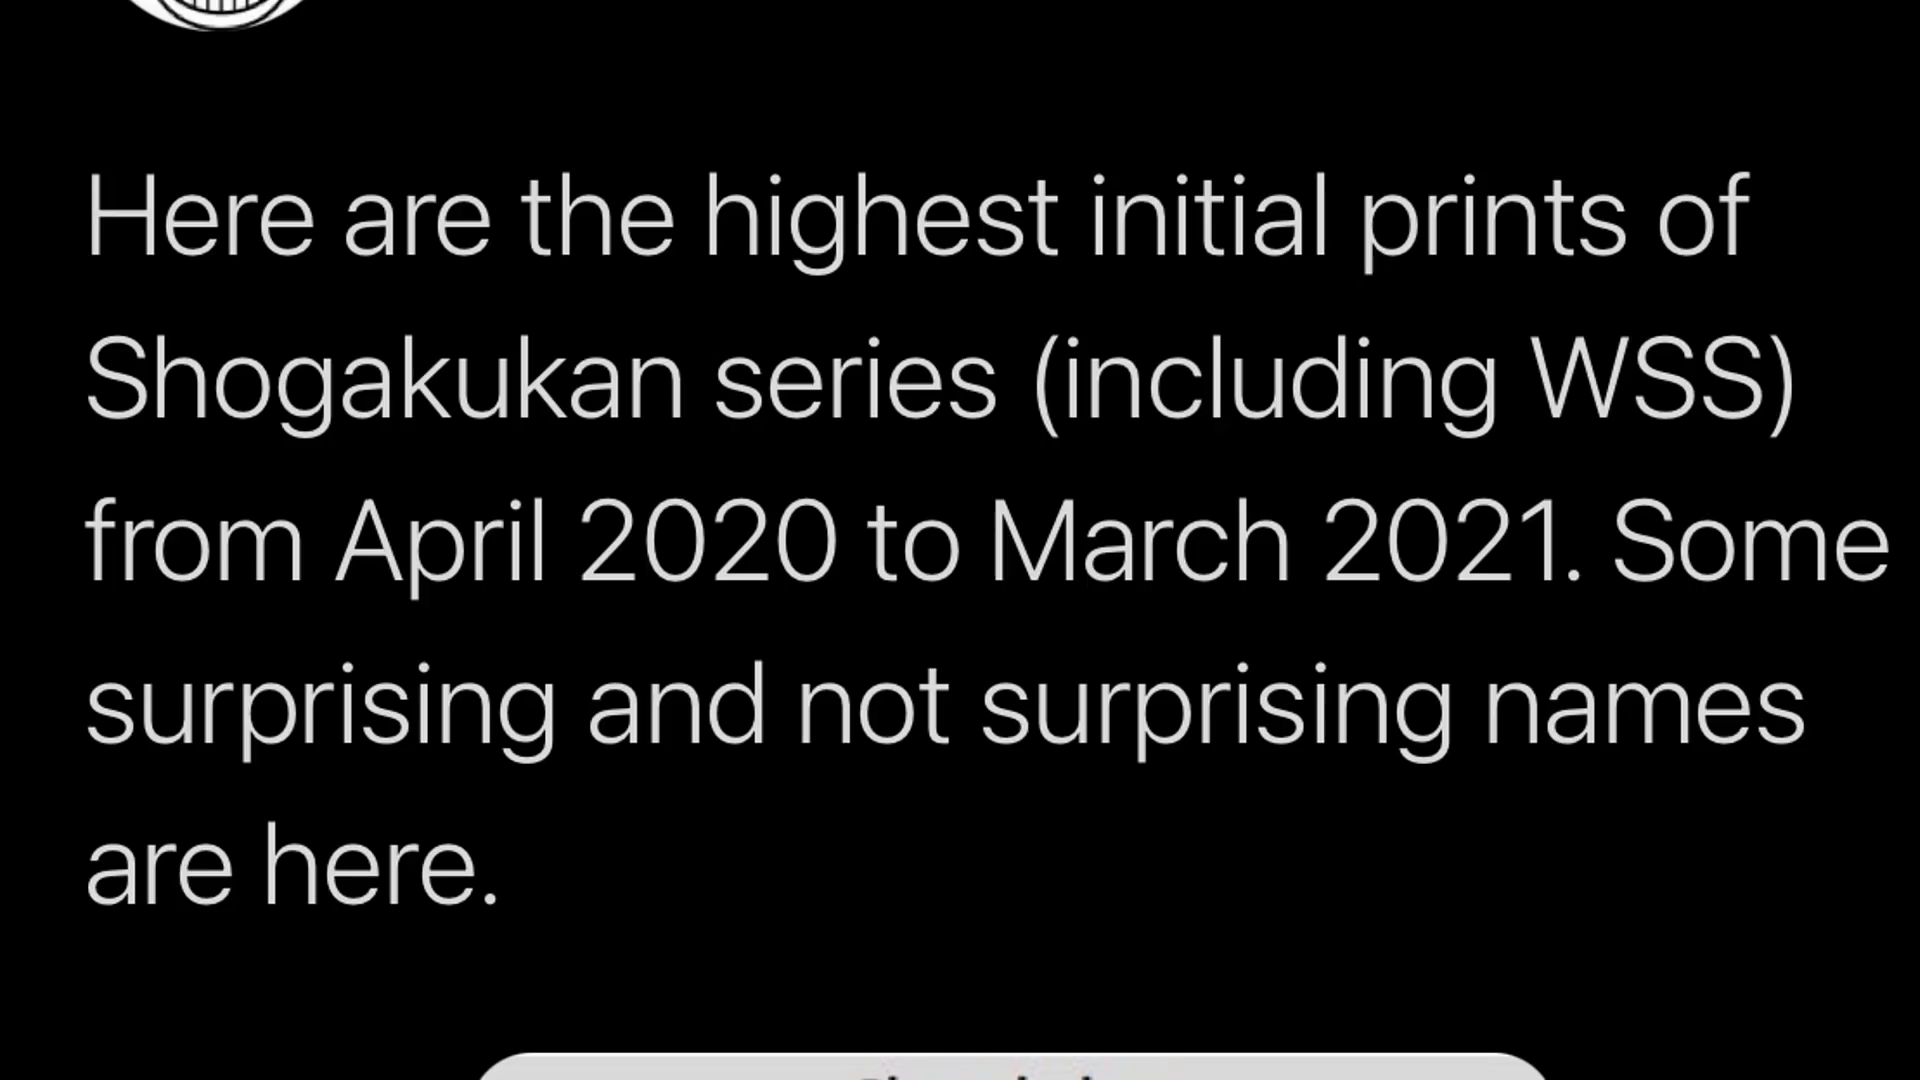 Here are the highest initial prints of
Shogakukan series (including WSS)
from April 2020 to March 2021. Some
surprising and not surprising names
are here.